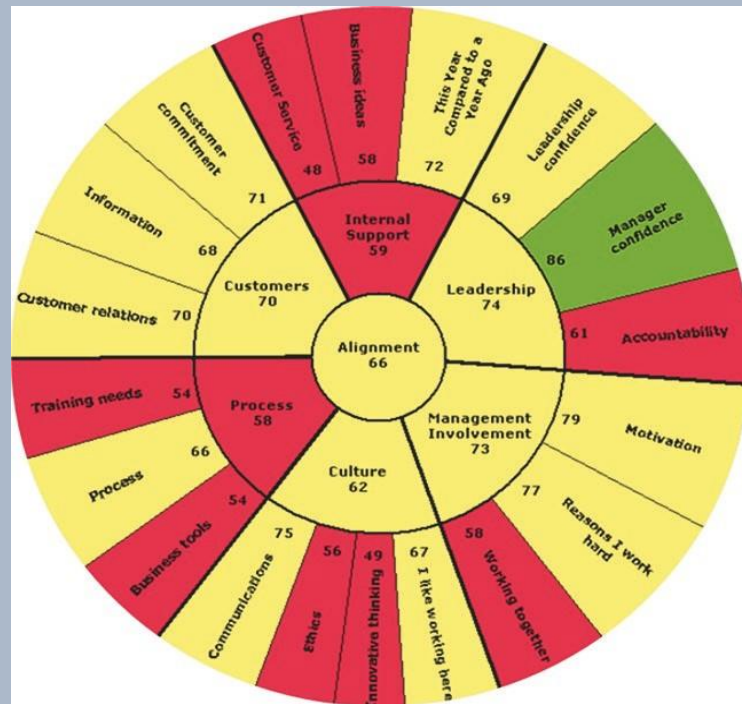 Alignment
66
Internal
Support
59
Customer Service
48
Business ideas
58
This Year
Compared to a
Year Ago
72
Leadership
74
Leadership
confidence
69
Manager
confidence
86
Accountability
61
Management
Involvement
73
Motivation
79
Reasons I work
hard
77
Working together
58
Culture
62
I like working here
67
Innovative thinking
49
Ethics
56
Communications
75
Process
58
Business tools
54
Process
66
Training needs
54
Customers
70
Customer relations
70
Information
68
Customer
commitment
71